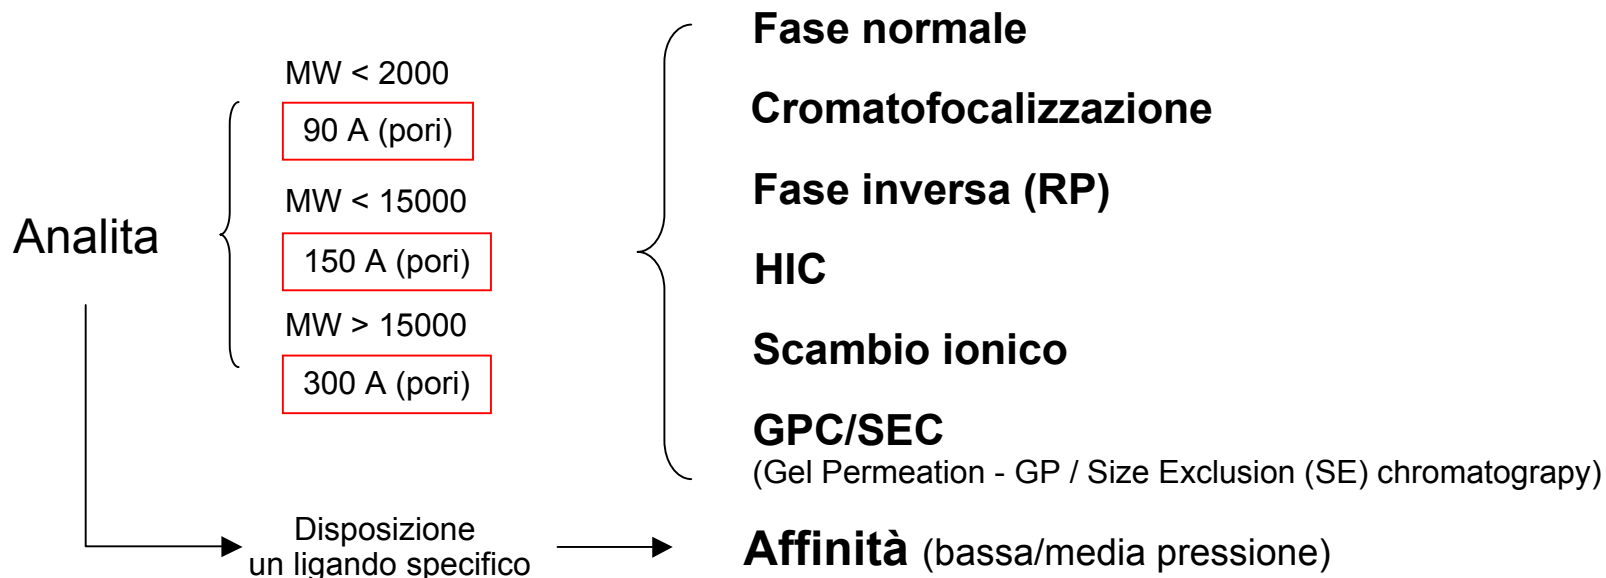 Analita
MW < 2000
90 A (pori)
MW < 15000
150 A (pori)
MW > 15000
300 A (pori)
Fase normale
Cromatofocalizzazione
Fase inversa (RP)
HIC
Scambio ionico
GPC/SEC
(Gel Permeation - GP / Size Exclusion (SE) chromatograpy)
Disposizione
un ligando specifico
Affinità (bassa/media pressione)